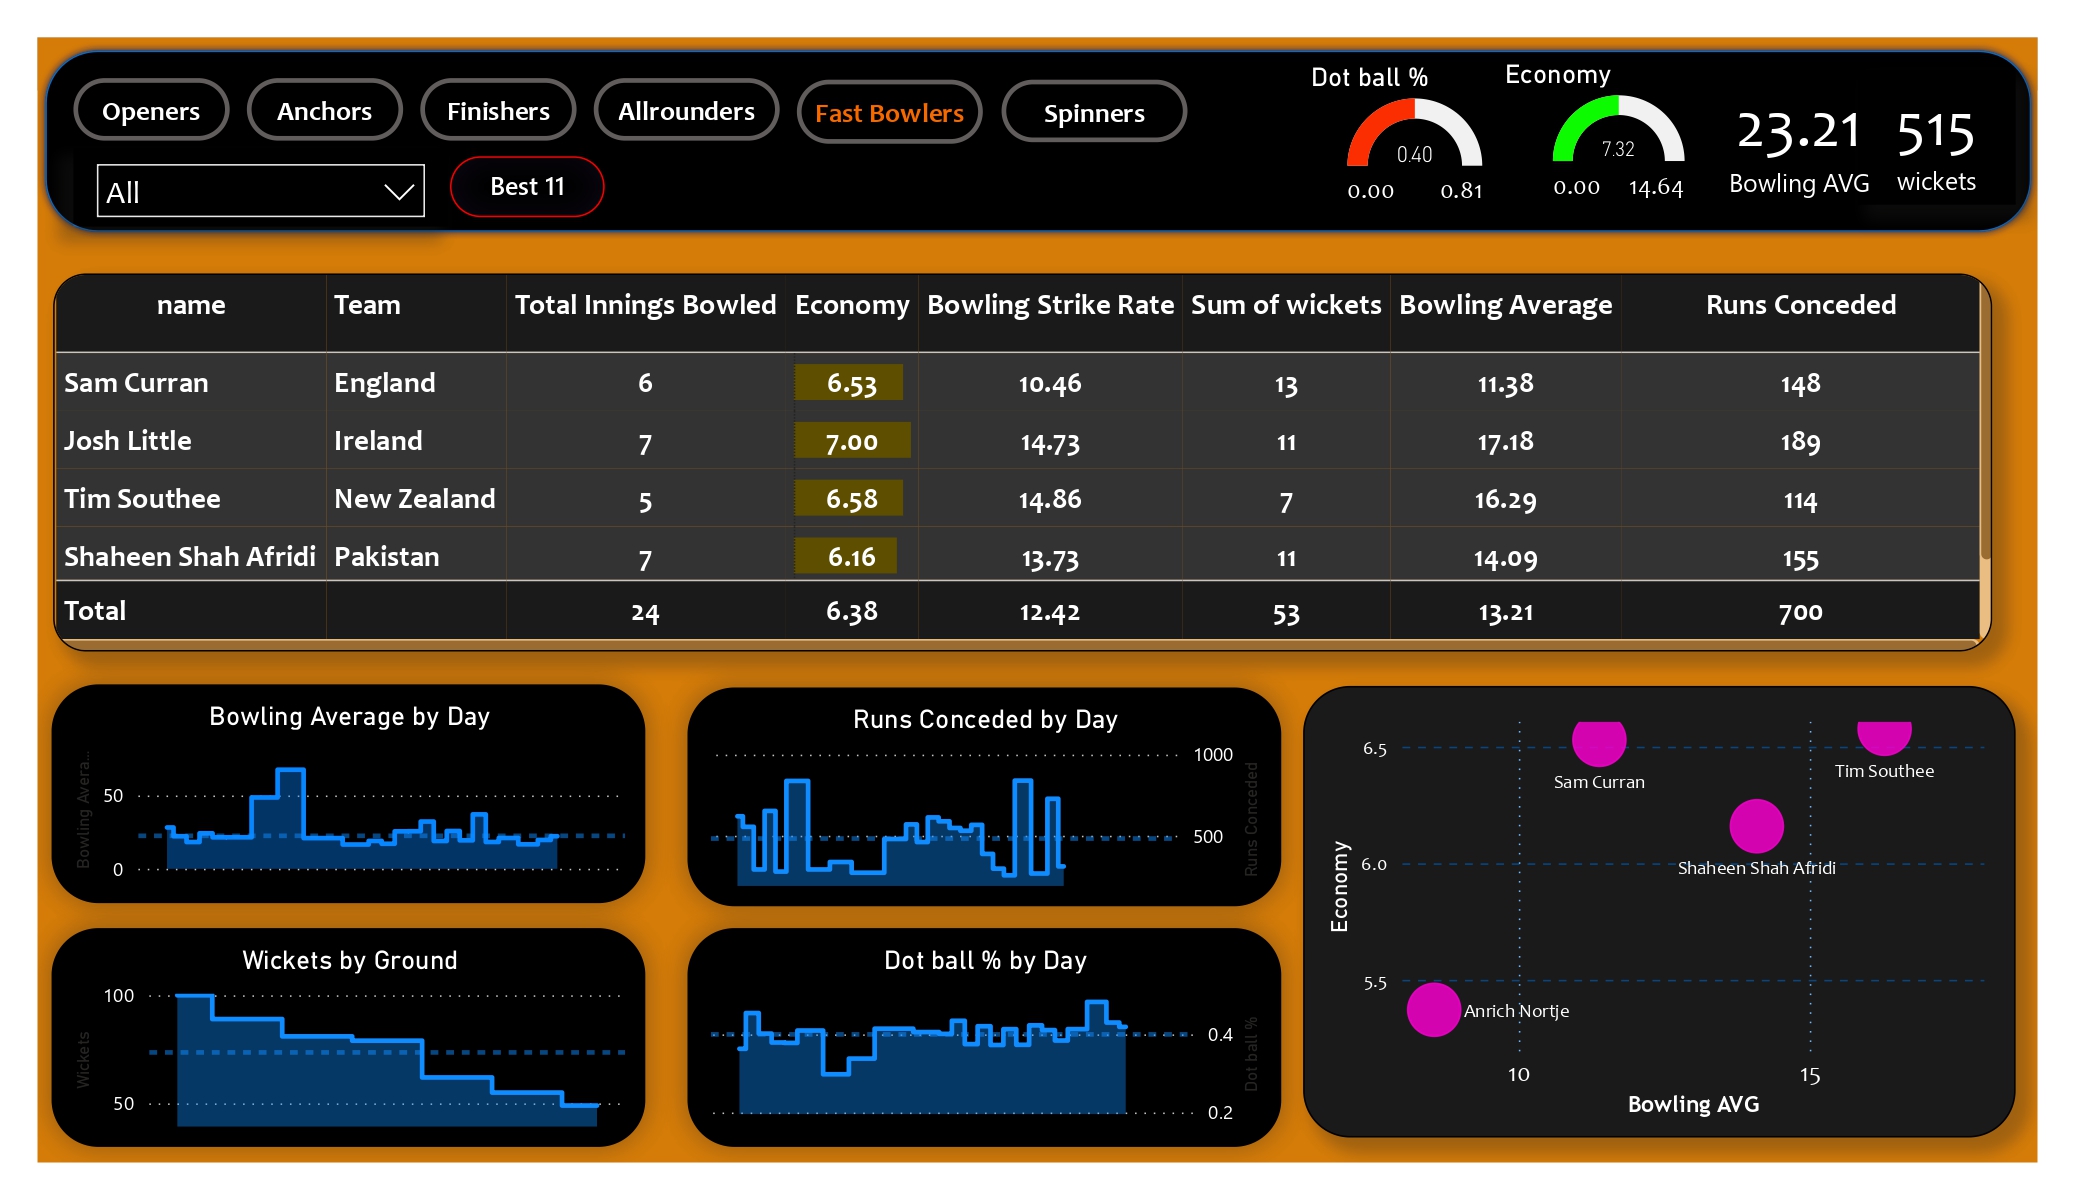 Openers
Anchors
Finishers
Allrounders
Fast Bowlers
Spinners
All
Best 11
Dot ball %
0.40
0.00 0.81
Economy
7.32
0.00 14.64
23.21
Bowling AVG
515
wickets
name Team Total Innings Bowled Economy Bowling Strike Rate Sum of wickets Bowling Average Runs Conceded
Sam Curran England 6 6.53 10.46 13 11.38 148
Josh Little Ireland 7 7.00 14.73 11 17.18 189
Tim Southee New Zealand 5 6.58 14.86 7 16.29 114
Shaheen Shah Afridi Pakistan 7 6.16 13.73 11 14.09 155
Total 24 6.38 12.42 53 13.21 700
Bowling Average by Day
Bowling Avera...
50
0
Runs Conceded by Day
1000
500
Runs Conceded
Wickets by Ground
Wickets
100
50
Dot ball % by Day
0.4
0.2
Dot ball %
Economy
6.5
6.0
5.5
Sam Curran
Tim Southee
Shaheen Shah Afridi
Anrich Nortje
10 15
Bowling AVG